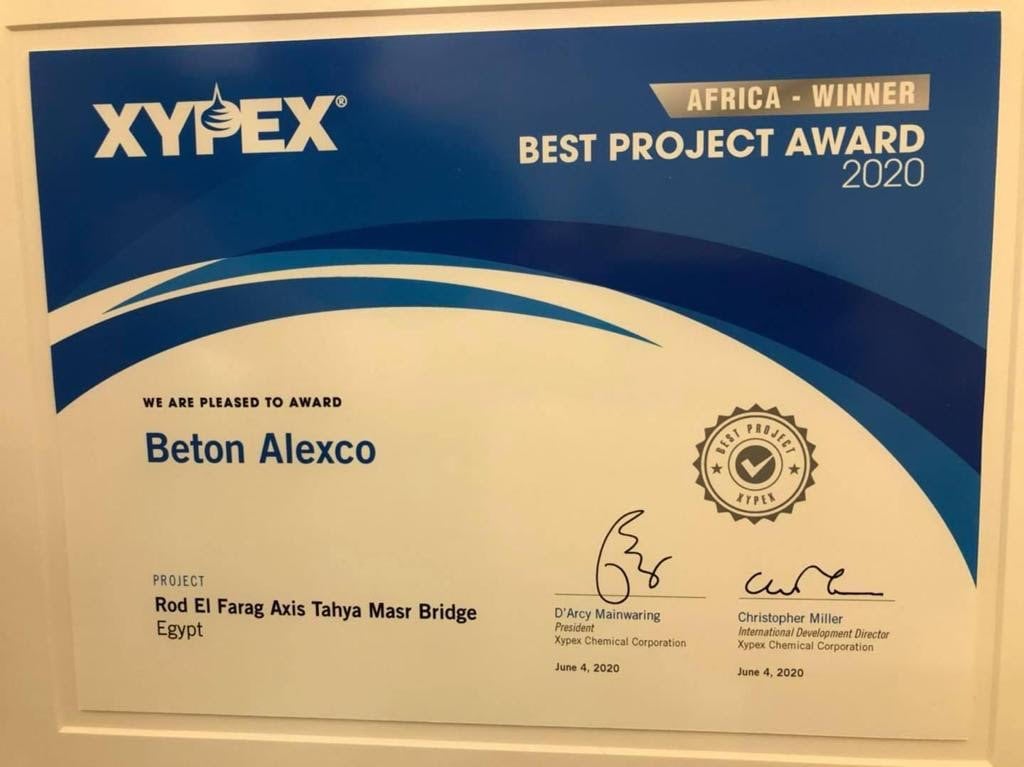 XYPEX®
AFRICA - WINNER
BEST PROJECT AWARD
2020
WE ARE PLEASED TO AWARD
Beton Alexco
BEST PROJECT
XYPEX
PROJECT
Rod El Farag Axis Tahya Masr Bridge
Egypt
D'Arcy Mainwaring
President
Xypex Chemical Corporation
June 4, 2020
Christopher Miller
International Development Director
Xypex Chemical Corporation
June 4, 2020